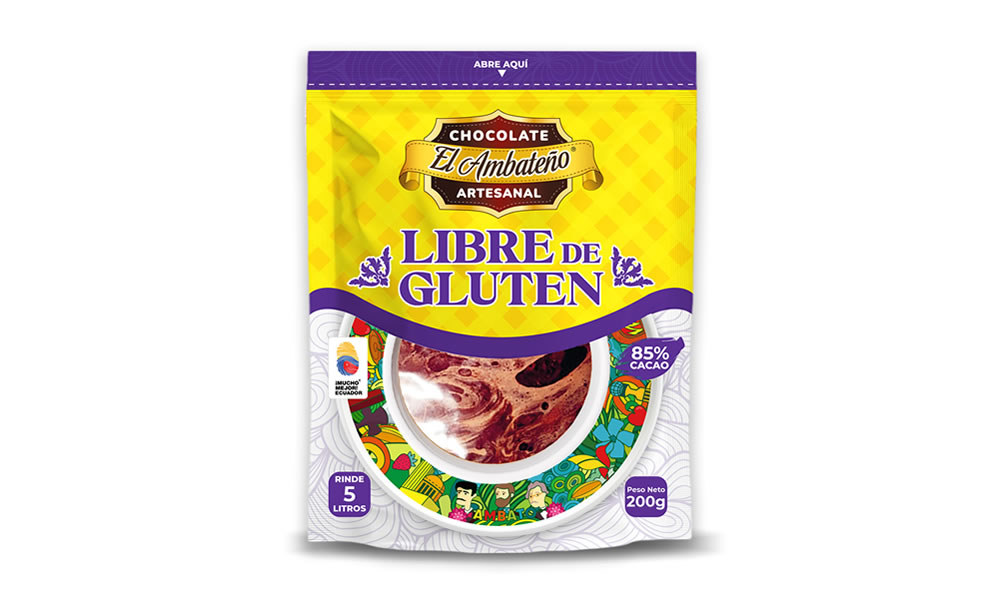 ABRE AQUÍ
CHOCOLATE
El Ambateño®
ARTESANAL
LIBRE DE
GLUTEN
85%
CACAO
¡MUCHO
MEJOR!
ECUADOR
RINDE
5
LITROS
Peso Neto
200g
AMBATO